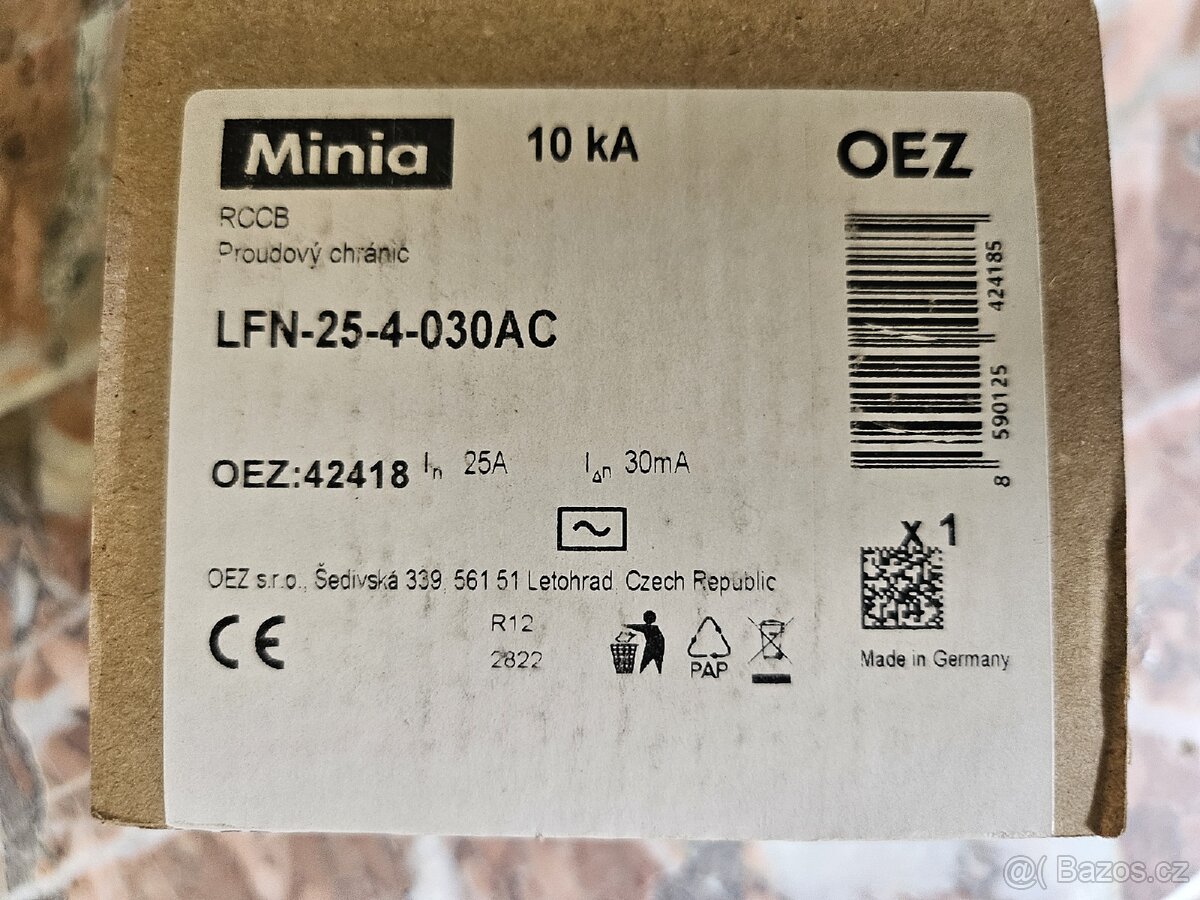 Minia
10 kA
OEZ
RCCB
Proudový chránič
LFN-25-4-030AC
8 590125 424185
OEZ:42418
In 25A
I△n 30mA
~
x 1
OEZ s.r.o., Šedivská 339, 561 51 Letohrad, Czech Republic
CE
R12
2822
PAP
Made in Germany
@( Bazos.cz